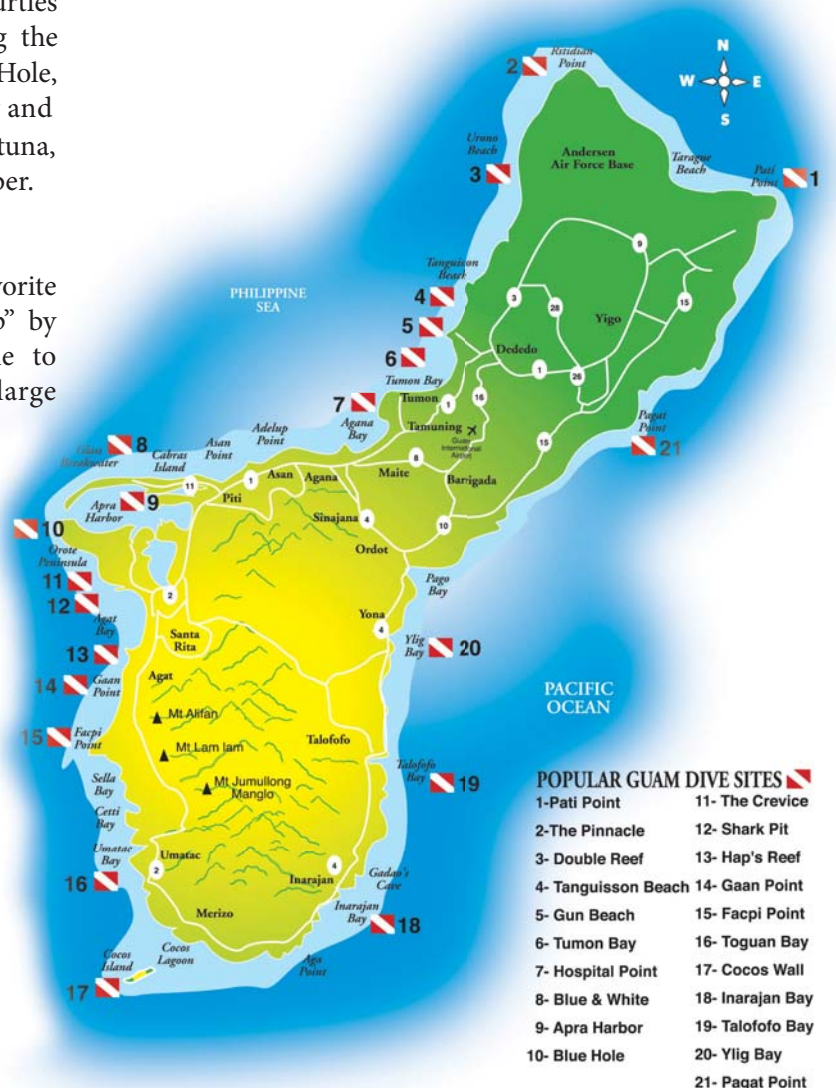 urtles
g the
Hole,
and
tuna,
per.
vorite
by
e to
large
N
W E
S
2
Ritidian
Point
Andersen
Air Force Base
Urono
Beach
3
Tarague
Beach
Pati
Point
1
9
Tanguison
Beach
4
3
28
15
PHILIPPINE
SEA
Yigo
5
Dededo
6
1
26
Tumon Bay
16
7
Tumon
1
Agana
Bay
Tamuning
Guam
International
Airport
Pagat
Point
21
15
8
Glass
Breakwater
Cabras
Island
Asan
Point
Adelup
Point
8
Maite
Barrigada
Asan
Agana
1
Piti
11
9
Apra
Harbor
Sinajana
4
10
Ordot
10
Orote
Peninsula
11
12
Agat
Bay
2
Pago
Bay
Yona
4
Santa
Rita
Ylig
Bay
20
13
Agat
14
Gaan
Point
PACIFIC
OCEAN
Mt Alifan
15
Facpi
Point
Mt Lam lam
Talofofo
Mt Jumullong
Manglo
Talofofo
Bay
19
Sella
Bay
Cetti
Bay
Umatac
Bay
Umatac
2
16
Inarajan
4
Gadao's
Cave
Merizo
Inarajan
Bay
18
Cocos
Lagoon
Cocos
Island
17
Aga
Point
POPULAR GUAM DIVE SITES
1-Pati Point
2-The Pinnacle
3- Double Reef
4- Tanguisson Beach
5- Gun Beach
6- Tumon Bay
7- Hospital Point
8- Blue & White
9- Apra Harbor
10- Blue Hole
11- The Crevice
12- Shark Pit
13- Hap's Reef
14- Gaan Point
15- Facpi Point
16- Toguan Bay
17- Cocos Wall
18- Inarajan Bay
19- Talofofo Bay
20- Ylig Bay
21- Pagat Point